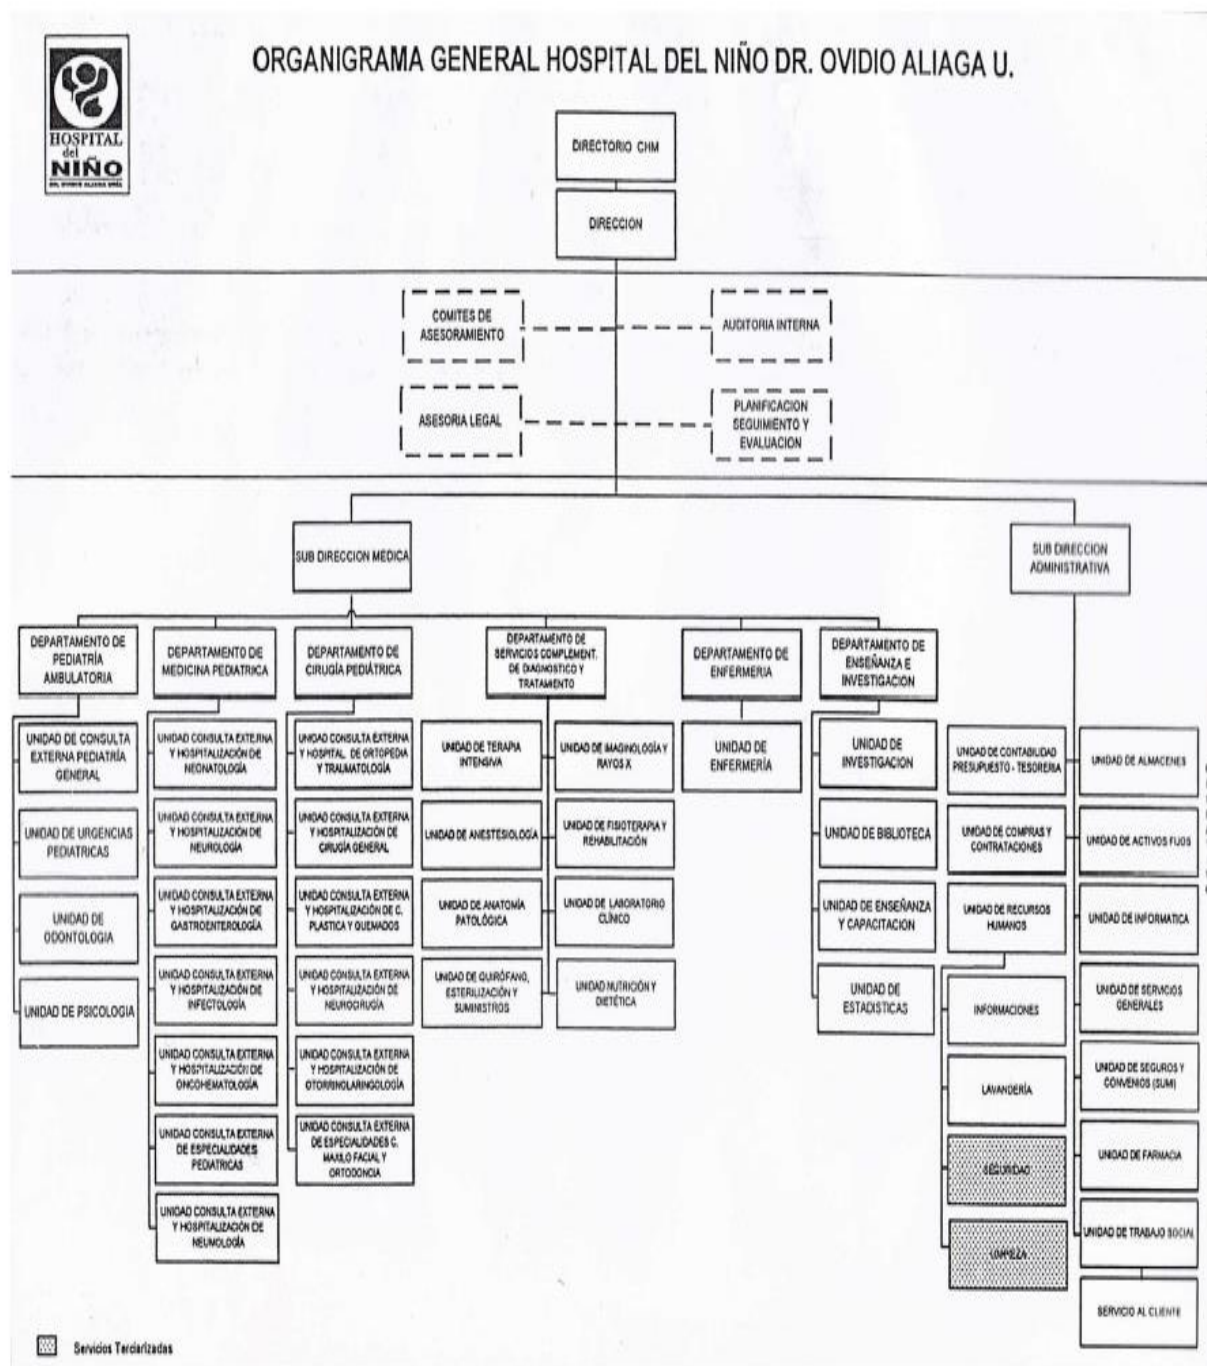 ORGANIGRAMA GENERAL HOSPITAL DEL NIÑO DR. OVIDIO ALIAGA U.
HOSPITAL
del
NIÑO
DIRECTORIO CHM
DIRECCION
COMITES DE
ASESORAMIENTO
AUDITORIA INTERNA
ASESORIA LEGAL
PLANIFICACION
SEGUIMIENTO Y
EVALUACION
SUB DIRECCION MEDICA
SUB DIRECCION
ADMINISTRATIVA
DEPARTAMENTO DE
PEDIATRÍA
AMBULATORIA
DEPARTAMENTO DE
MEDICINA PEDIATRICA
DEPARTAMENTO DE
CIRUGÍA PEDIÁTRICA
DEPARTAMENTO DE
SERVICIOS COMPLEMENT.
DE DIAGNOSTICO Y
TRATAMIENTO
DEPARTAMENTO DE
ENFERMERIA
DEPARTAMENTO DE
ENSEÑANZA E
INVESTIGACION
UNIDAD DE CONSULTA
EXTERNA PEDIATRÍA
GENERAL
UNIDAD DE URGENCIAS
PEDIATRICAS
UNIDAD DE
ODONTOLOGIA
UNIDAD DE PSICOLOGIA
UNIDAD CONSULTA EXTERNA
Y HOSPITALIZACIÓN DE
NEONATOLOGÍA
UNIDAD CONSULTA EXTERNA
Y HOSPITALIZACIÓN DE
NEUROLOGÍA
UNIDAD CONSULTA EXTERNA
Y HOSPITALIZACIÓN DE
GASTROENTEROLOGÍA
UNIDAD CONSULTA EXTERNA
Y HOSPITALIZACIÓN DE
INFECTOLOGÍA
UNIDAD CONSULTA EXTERNA
Y HOSPITALIZACIÓN DE
ONCOHEMATOLOGÍA
UNIDAD CONSULTA EXTERNA
DE ESPECIALIDADES
PEDIATRICAS
UNIDAD CONSULTA EXTERNA
Y HOSPITALIZACIÓN DE
NEUMOLOGÍA
UNIDAD CONSULTA EXTERNA
Y HOSPITAL. DE ORTOPEDIA
Y TRAUMATOLOGÍA
UNIDAD CONSULTA EXTERNA
Y HOSPITALIZACIÓN DE
CIRUGÍA GENERAL
UNIDAD CONSULTA EXTERNA
Y HOSPITALIZACIÓN DE C.
PLASTICA Y QUEMADOS
UNIDAD CONSULTA EXTERNA
Y HOSPITALIZACIÓN DE
NEUROCIRUGÍA
UNIDAD CONSULTA EXTERNA
Y HOSPITALIZACIÓN DE
OTORRINOLARINGOLOGÍA
UNIDAD CONSULTA EXTERNA
DE ESPECIALIDADES C.
MAXILO FACIAL Y
ORTODONCIA
UNIDAD DE TERAPIA
INTENSIVA
UNIDAD DE ANESTESIOLOGÍA
UNIDAD DE ANATOMÍA
PATOLÓGICA
UNIDAD DE QUIRÓFANO,
ESTERILIZACIÓN Y
SUMINISTROS
UNIDAD DE IMAGINOLOGÍA Y
RAYOS X
UNIDAD DE FISIOTERAPIA Y
REHABILITACIÓN
UNIDAD DE LABORATORIO
CLÍNICO
UNIDAD NUTRICIÓN Y
DIETÉTICA
UNIDAD DE
ENFERMERÍA
UNIDAD DE
INVESTIGACION
UNIDAD DE BIBLIOTECA
UNIDAD DE ENSEÑANZA
Y CAPACITACION
UNIDAD DE
ESTADISTICAS
UNIDAD DE CONTABILIDAD
PRESUPUESTO - TESORERIA
UNIDAD DE COMPRAS Y
CONTRATACIONES
UNIDAD DE RECURSOS
HUMANOS
INFORMACIONES
LAVANDERÍA
SEGURIDAD
LIMPIEZA
UNIDAD DE ALMACENES
UNIDAD DE ACTIVOS FIJOS
UNIDAD DE INFORMATICA
UNIDAD DE SERVICIOS
GENERALES
UNIDAD DE SEGUROS Y
CONVENIOS (SUMI)
UNIDAD DE FARMACIA
UNIDAD DE TRABAJO SOCIAL
SERVICIO AL CLIENTE
Servicios Terciarizadas